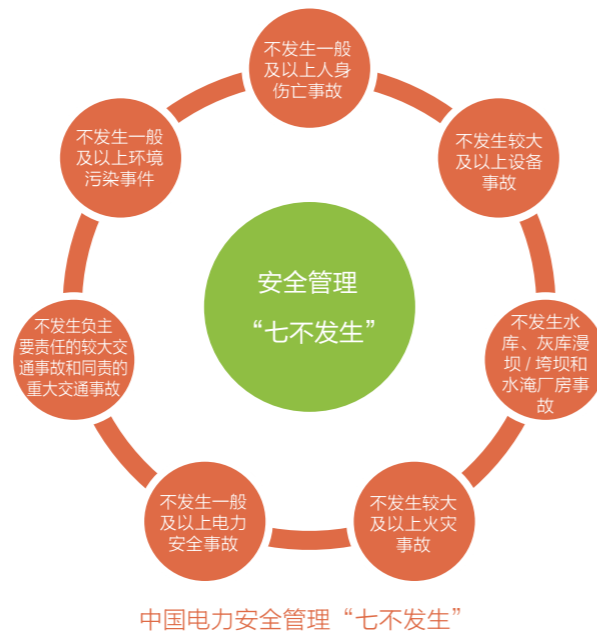 不发生一般
及以上人身
伤亡事故
不发生较大
及以上设备
事故
不发生水
库、灰库漫
坝 / 垮坝和
水淹厂房事
故
不发生较大
及以上火灾
事故
不发生一般
及以上电力
安全事故
不发生负主
要责任的较大交
通事故和同责的
重大交通事故
不发生一般
及以上环境
污染事件
安全管理
“七不发生”
中国电力安全管理“七不发生”